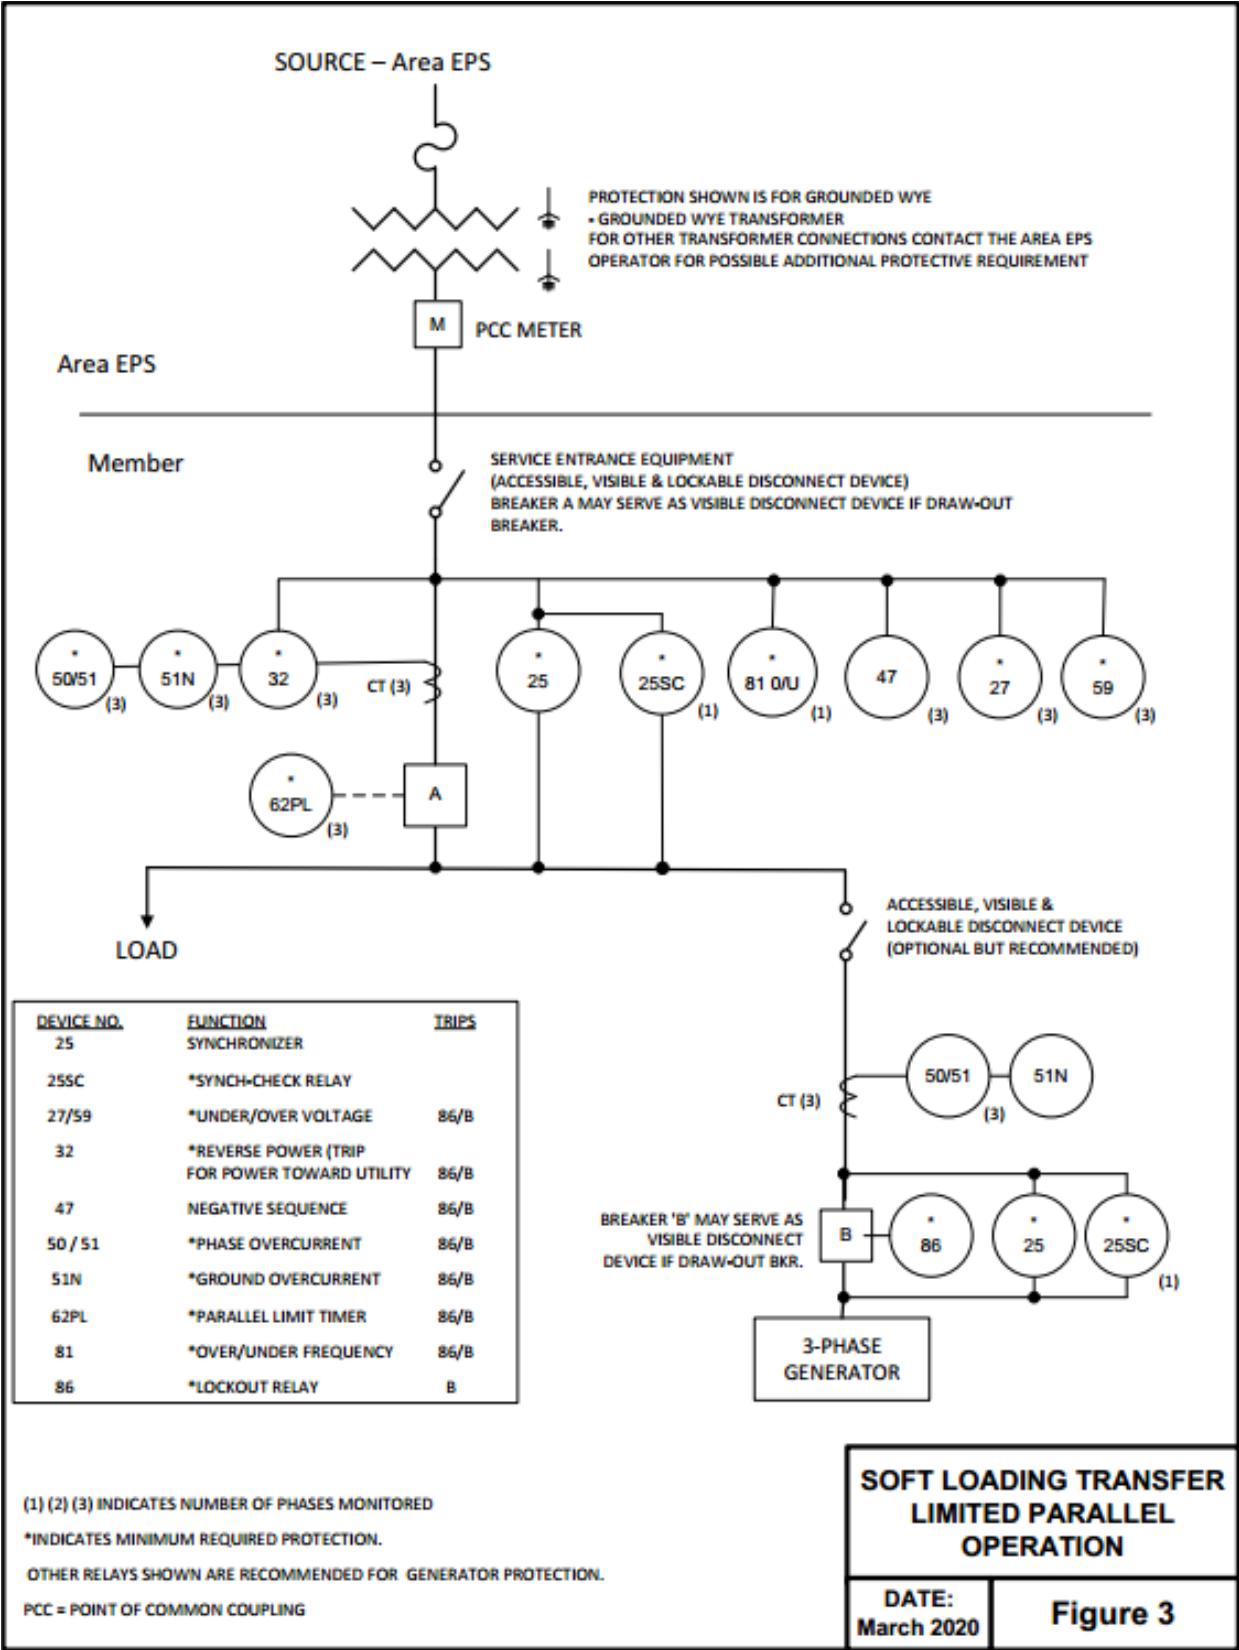 SOURCE – Area EPS
PROTECTION SHOWN IS FOR GROUNDED WYE
- GROUNDED WYE TRANSFORMER
FOR OTHER TRANSFORMER CONNECTIONS CONTACT THE AREA EPS
OPERATOR FOR POSSIBLE ADDITIONAL PROTECTIVE REQUIREMENT
M
PCC METER
Area EPS
Member
SERVICE ENTRANCE EQUIPMENT
(ACCESSIBLE, VISIBLE & LOCKABLE DISCONNECT DEVICE)
BREAKER A MAY SERVE AS VISIBLE DISCONNECT DEVICE IF DRAW-OUT
BREAKER.
* 50/51 (3)
* 51N (3)
* 32 (3)
CT (3)
* 25
* 25SC (1)
* 81 0/U (1)
47 (3)
* 27 (3)
* 59 (3)
* 62PL (3)
A
LOAD
ACCESSIBLE, VISIBLE &
LOCKABLE DISCONNECT DEVICE
(OPTIONAL BUT RECOMMENDED)
CT (3)
50/51 (3)
51N
BREAKER 'B' MAY SERVE AS
VISIBLE DISCONNECT
DEVICE IF DRAW-OUT BKR.
B
* 86
* 25
* 25SC (1)
3-PHASE
GENERATOR
DEVICE NO. FUNCTION TRIPS
25 SYNCHRONIZER
25SC *SYNCH-CHECK RELAY
27/59 *UNDER/OVER VOLTAGE 86/B
32 *REVERSE POWER (TRIP
FOR POWER TOWARD UTILITY 86/B
47 NEGATIVE SEQUENCE 86/B
50 / 51 *PHASE OVERCURRENT 86/B
51N *GROUND OVERCURRENT 86/B
62PL *PARALLEL LIMIT TIMER 86/B
81 *OVER/UNDER FREQUENCY 86/B
86 *LOCKOUT RELAY B
(1) (2) (3) INDICATES NUMBER OF PHASES MONITORED
*INDICATES MINIMUM REQUIRED PROTECTION.
OTHER RELAYS SHOWN ARE RECOMMENDED FOR GENERATOR PROTECTION.
PCC = POINT OF COMMON COUPLING
SOFT LOADING TRANSFER
LIMITED PARALLEL
OPERATION
DATE:
March 2020
Figure 3